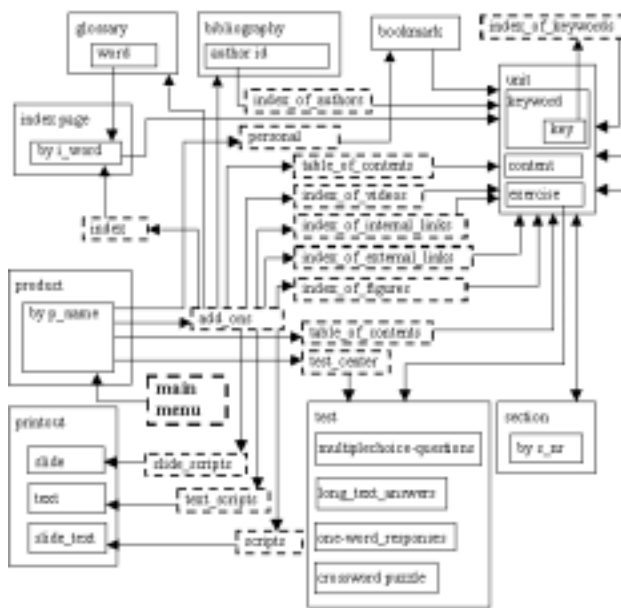 glossary
word
bibliography
author id
bookmark
index_of_keywords
unit
keyword
key
content
exercise
index_of_authors
personal
index page
by i_word
table_of_contents
index_of_videos
index_of_internal_links
index_of_external_links
index_of_figures
index
product
by p_name
add_ons
table_of_contents
test_center
main
menu
printout
slide
text
slide_text
slide_scripts
text_scripts
scripts
test
multiplechoice-questions
long_text_answers
one-word_responses
crossword puzzle
section
by s_nr